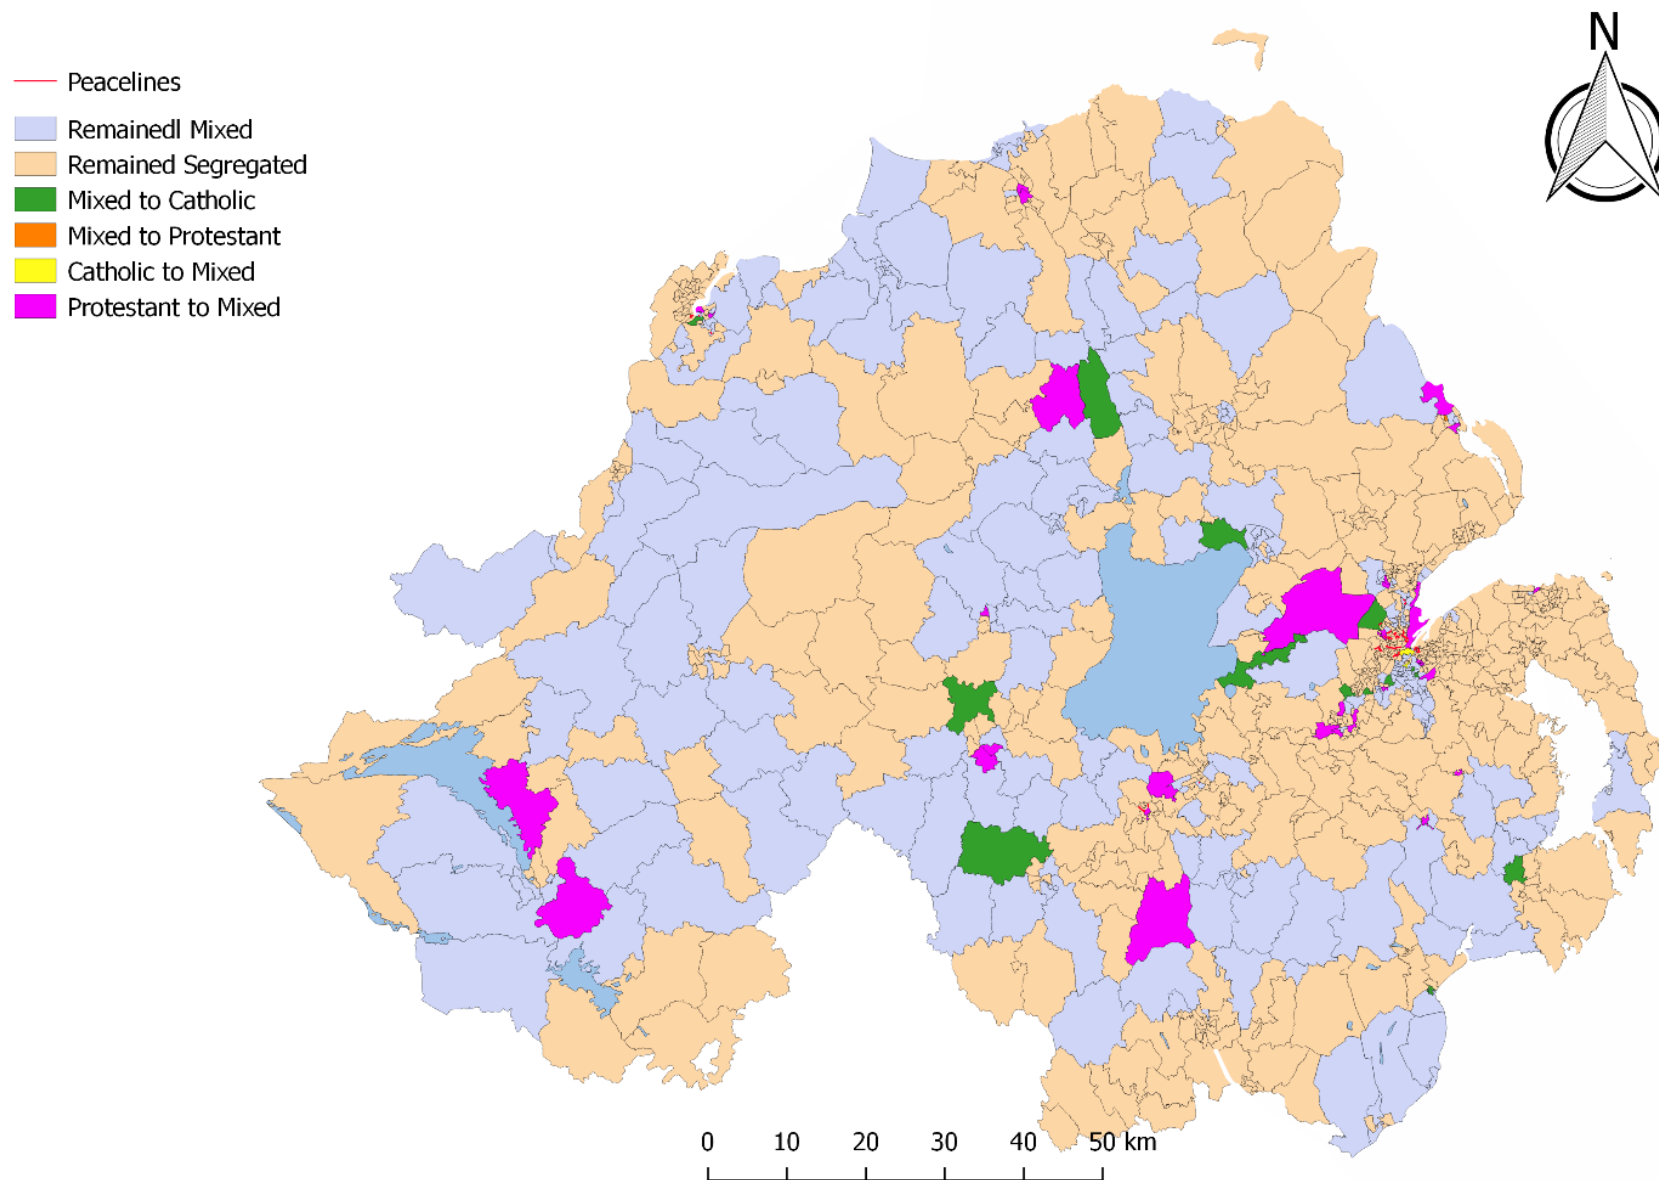 N
Peacelines
Remainedl Mixed
Remained Segregated
Mixed to Catholic
Mixed to Protestant
Catholic to Mixed
Protestant to Mixed
0 10 20 30 40 50 km